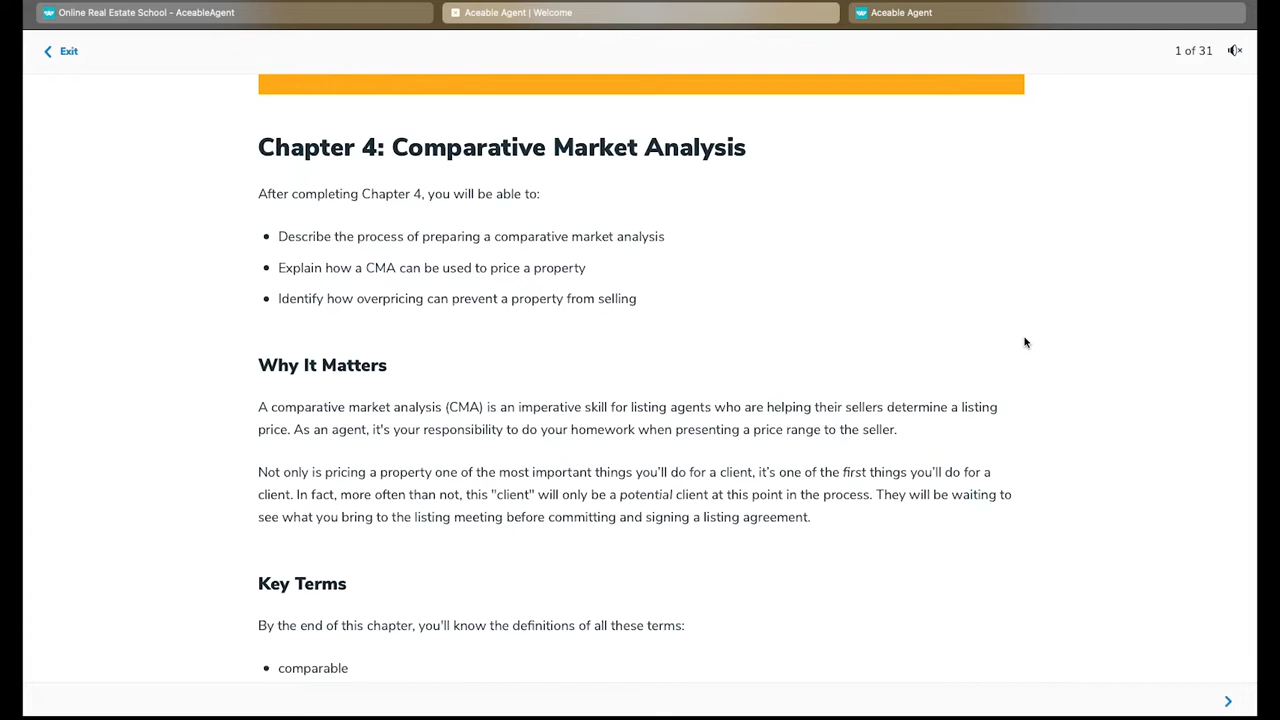 Online Real Estate School - AceableAgent
Aceable Agent | Welcome
Aceable Agent
Exit
1 of 31
Chapter 4: Comparative Market Analysis
After completing Chapter 4, you will be able to:
• Describe the process of preparing a comparative market analysis
• Explain how a CMA can be used to price a property
• Identify how overpricing can prevent a property from selling
Why It Matters
A comparative market analysis (CMA) is an imperative skill for listing agents who are helping their sellers determine a listing
price. As an agent, it's your responsibility to do your homework when presenting a price range to the seller.
Not only is pricing a property one of the most important things you’ll do for a client, it’s one of the first things you’ll do for a
client. In fact, more often than not, this "client" will only be a potential client at this point in the process. They will be waiting to
see what you bring to the listing meeting before committing and signing a listing agreement.
Key Terms
By the end of this chapter, you'll know the definitions of all these terms:
• comparable